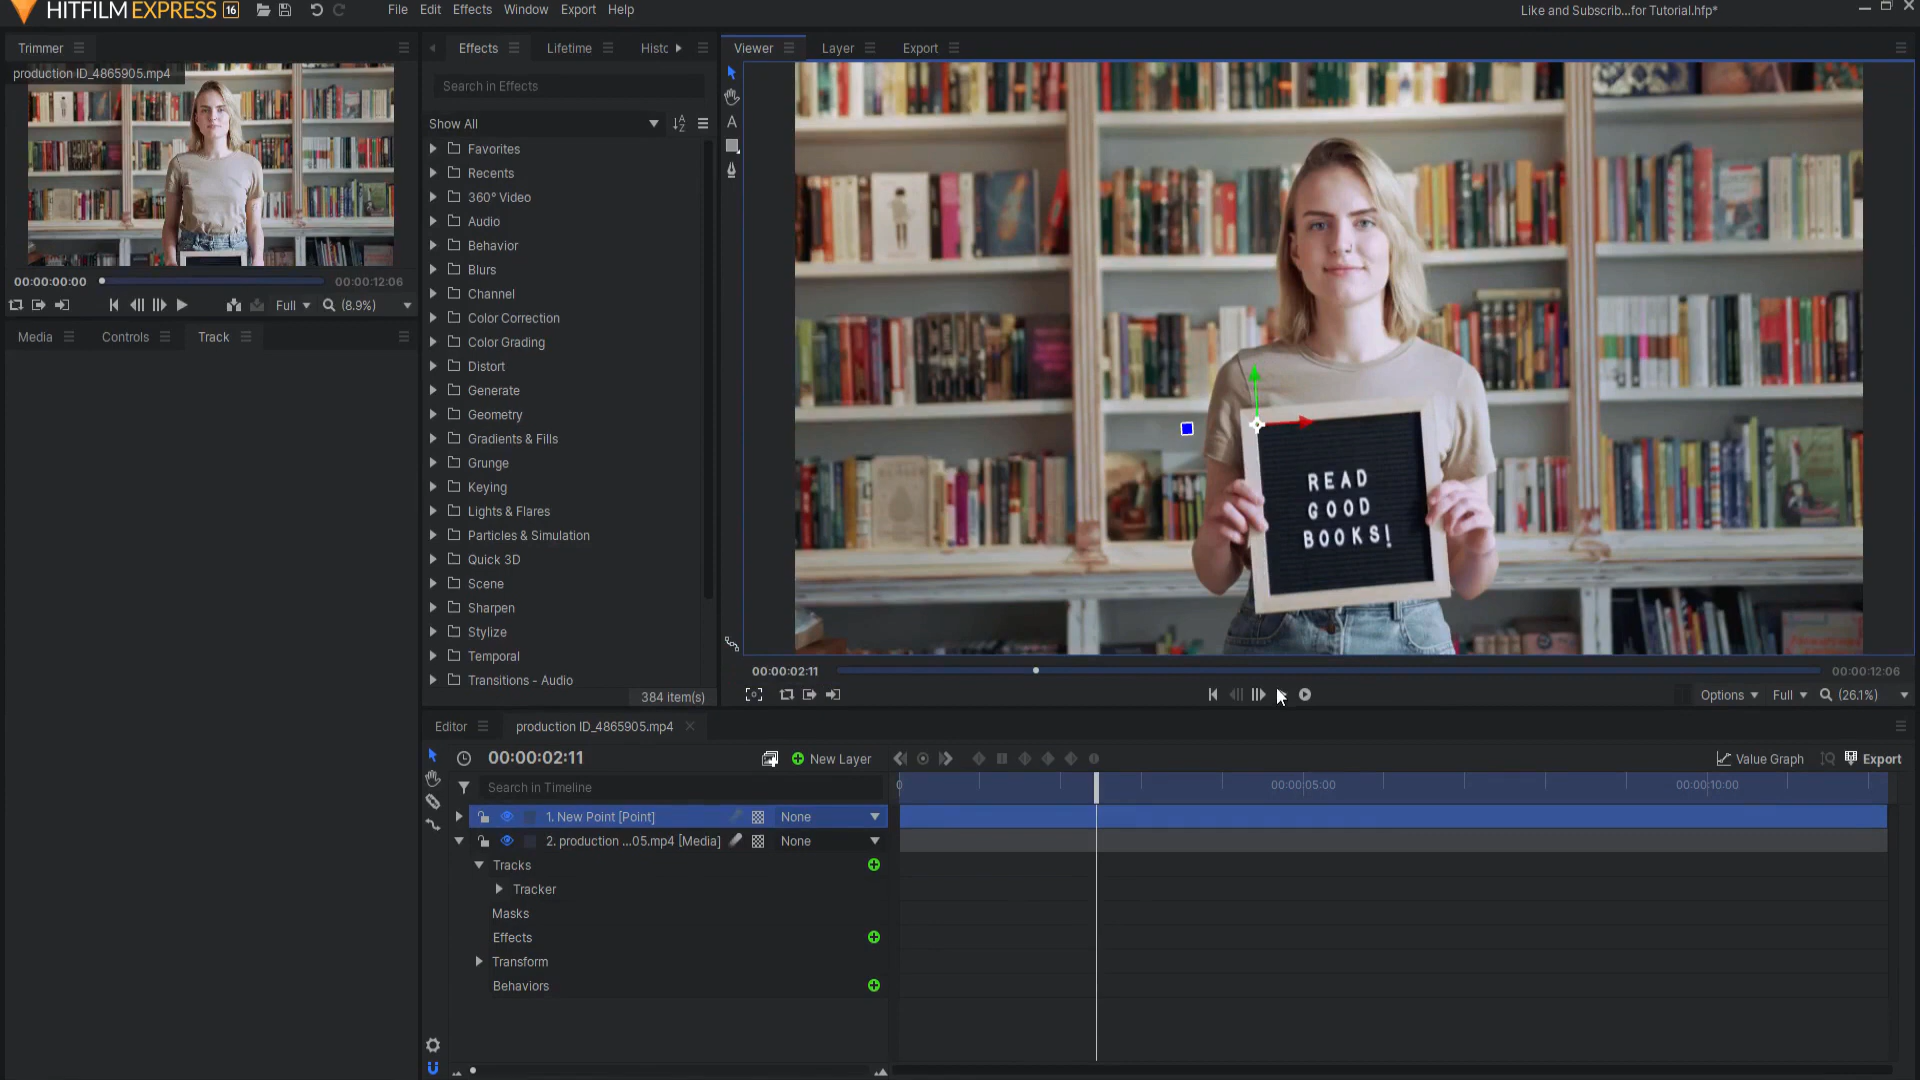 HITFILM EXPRESS 16
File Edit Effects Window Export Help
Like and Subscrib...for Tutorial.hfp*
Trimmer
production ID_4865905.mp4
00:00:00:00
00:00:12:06
Full
(8.9%)
Media Controls Track
Effects Lifetime Histo
Search in Effects
Show All
Favorites
Recents
360° Video
Audio
Behavior
Blurs
Channel
Color Correction
Color Grading
Distort
Generate
Geometry
Gradients & Fills
Grunge
Keying
Lights & Flares
Particles & Simulation
Quick 3D
Scene
Sharpen
Stylize
Temporal
Transitions - Audio
384 item(s)
Viewer Layer Export
READ
GOOD
BOOKS!
00:00:02:11
00:00:12:06
Options Full (26.1%)
Editor production ID_4865905.mp4
00:00:02:11
New Layer
Value Graph
Export
Search in Timeline
0
00:00:05:00
00:00:10:00
1. New Point [Point] None
2. production ...05.mp4 [Media] None
Tracks
Tracker
Masks
Effects
Transform
Behaviors